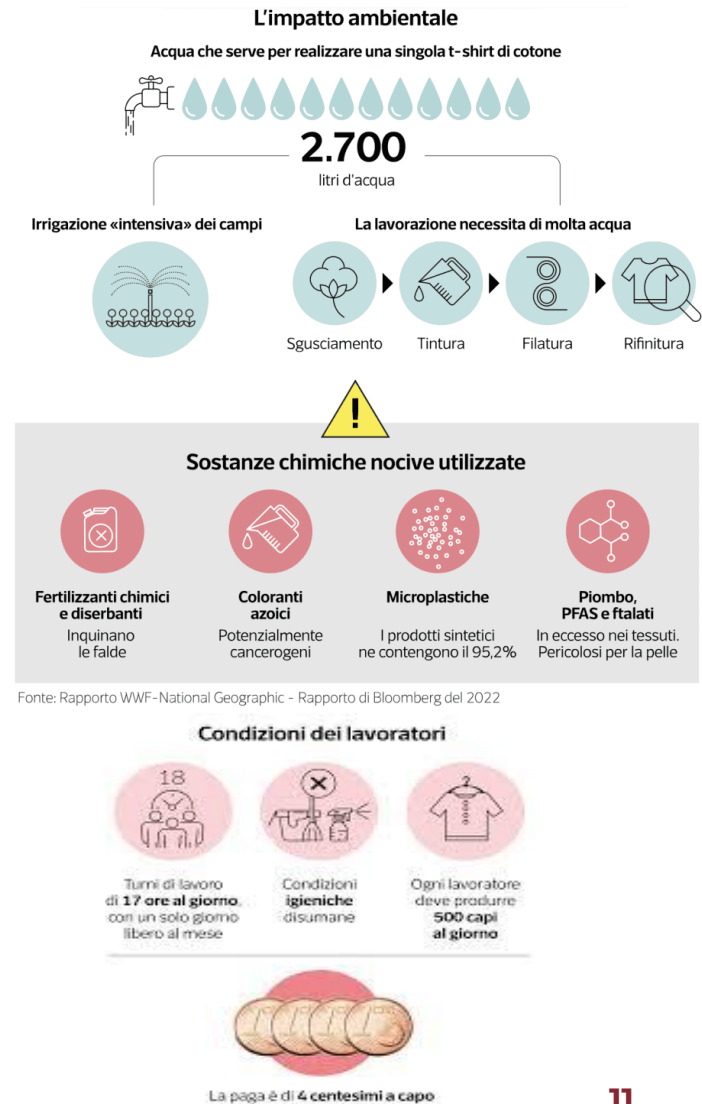 L'impatto ambientale
Acqua che serve per realizzare una singola t-shirt di cotone
2.700
litri d'acqua
Irrigazione «intensiva» dei campi
La lavorazione necessita di molta acqua
Sgusciamento
Tintura
Filatura
Rifinitura
!
Sostanze chimiche nocive utilizzate
Fertilizzanti chimici
e diserbanti
Inquinano
le falde
Coloranti
azoici
Potenzialmente
cancerogeni
Microplastiche
I prodotti sintetici
ne contengono il 95,2%
Piombo,
PFAS e ftalati
In eccesso nei tessuti.
Pericolosi per la pelle
Fonte: Rapporto WWF-National Geographic - Rapporto di Bloomberg del 2022
Condizioni dei lavoratori
18
Turni di lavoro
di 17 ore al giorno,
con un solo giorno
libero al mese
Condizioni
igieniche
disumane
Ogni lavoratore
deve produrre
500 capi
al giorno
La paga è di 4 centesimi a capo
11